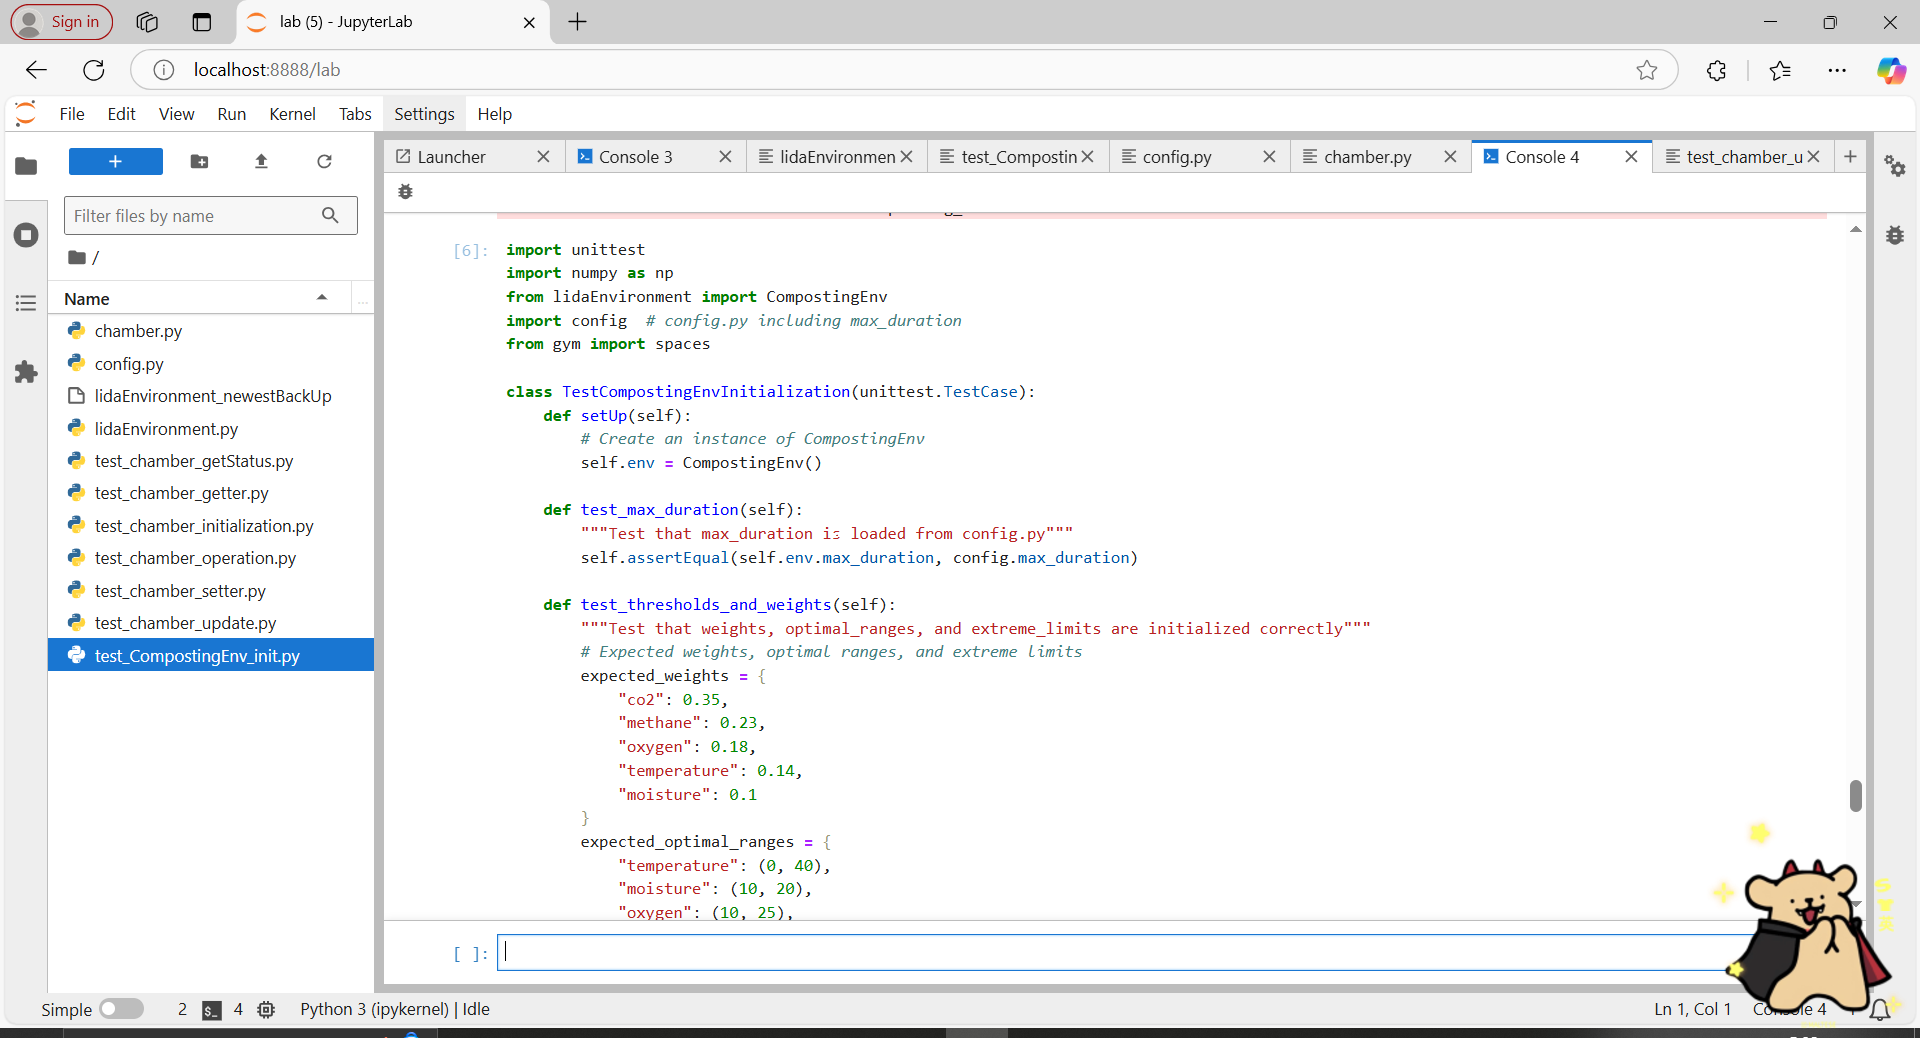 Sign in
lab (5) - JupyterLab
localhost:8888/lab
File Edit View Run Kernel Tabs Settings Help
Launcher
Console 3
lidaEnvironmen
test_Compostin
config.py
chamber.py
Console 4
test_chamber_u
Filter files by name
/
Name
...
chamber.py
config.py
lidaEnvironment_newestBackUp
lidaEnvironment.py
test_chamber_getStatus.py
test_chamber_getter.py
test_chamber_initialization.py
test_chamber_operation.py
test_chamber_setter.py
test_chamber_update.py
test_CompostingEnv_init.py
[6]: import unittest
import numpy as np
from lidaEnvironment import CompostingEnv
import config  # config.py including max_duration
from gym import spaces
class TestCompostingEnvInitialization(unittest.TestCase):
def setUp(self):
# Create an instance of CompostingEnv
self.env = CompostingEnv()
def test_max_duration(self):
"""Test that max_duration is loaded from config.py"""
self.assertEqual(self.env.max_duration, config.max_duration)
def test_thresholds_and_weights(self):
"""Test that weights, optimal_ranges, and extreme_limits are initialized correctly"""
# Expected weights, optimal ranges, and extreme limits
expected_weights = {
"co2": 0.35,
"methane": 0.23,
"oxygen": 0.18,
"temperature": 0.14,
"moisture": 0.1
}
expected_optimal_ranges = {
"temperature": (0, 40),
"moisture": (10, 20),
"oxygen": (10, 25),
[ ]:
Simple
2
4
Python 3 (ipykernel) | Idle
Ln 1, Col 1